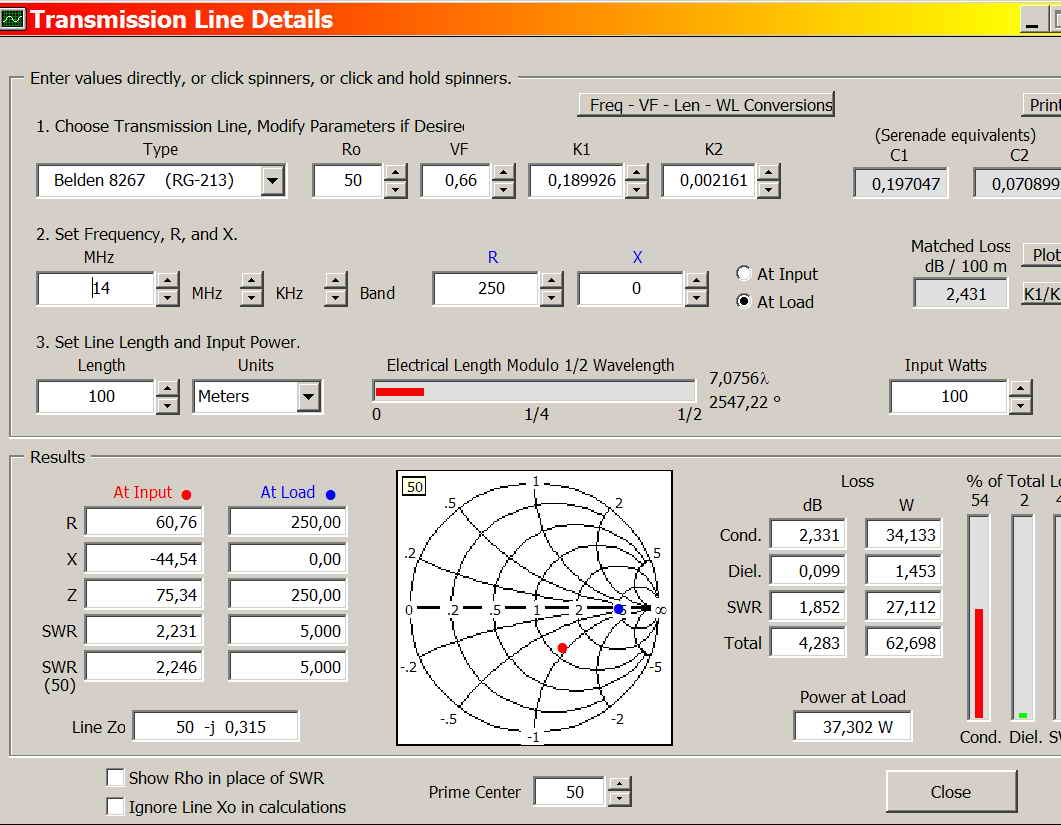 Transmission Line Details
Enter values directly, or click spinners, or click and hold spinners.
Freq - VF - Len - WL Conversions
Print
1. Choose Transmission Line, Modify Parameters if Desire
(Serenade equivalents)
Type Ro VF K1 K2 C1 C2
Belden 8267 (RG-213) 50 0,66 0,189926 0,002161 0,197047 0,070899
2. Set Frequency, R, and X.
Matched Loss
dB / 100 m
Plot
MHz R X
14 MHz KHz Band 250 0
At Input
At Load
2,431
K1/K
3. Set Line Length and Input Power.
Length Units Electrical Length Modulo 1/2 Wavelength Input Watts
100 Meters 7,0756λ 100
2547,22 °
0 1/4 1/2
Results
At Input At Load
R 60,76 250,00
X -44,54 0,00
Z 75,34 250,00
SWR 2,231 5,000
SWR (50) 2,246 5,000
Line Zo 50 -j 0,315
50
1
.5 2
.2 5
0 .2 .5 1 2 5 ∞
-.2 -5
-.5 -2
-1
Loss
dB W
Cond. 2,331 34,133
Diel. 0,099 1,453
SWR 1,852 27,112
Total 4,283 62,698
Power at Load
37,302 W
% of Total Lo
54 2 4
Cond. Diel. SW
Show Rho in place of SWR
Ignore Line Xo in calculations
Prime Center 50
Close